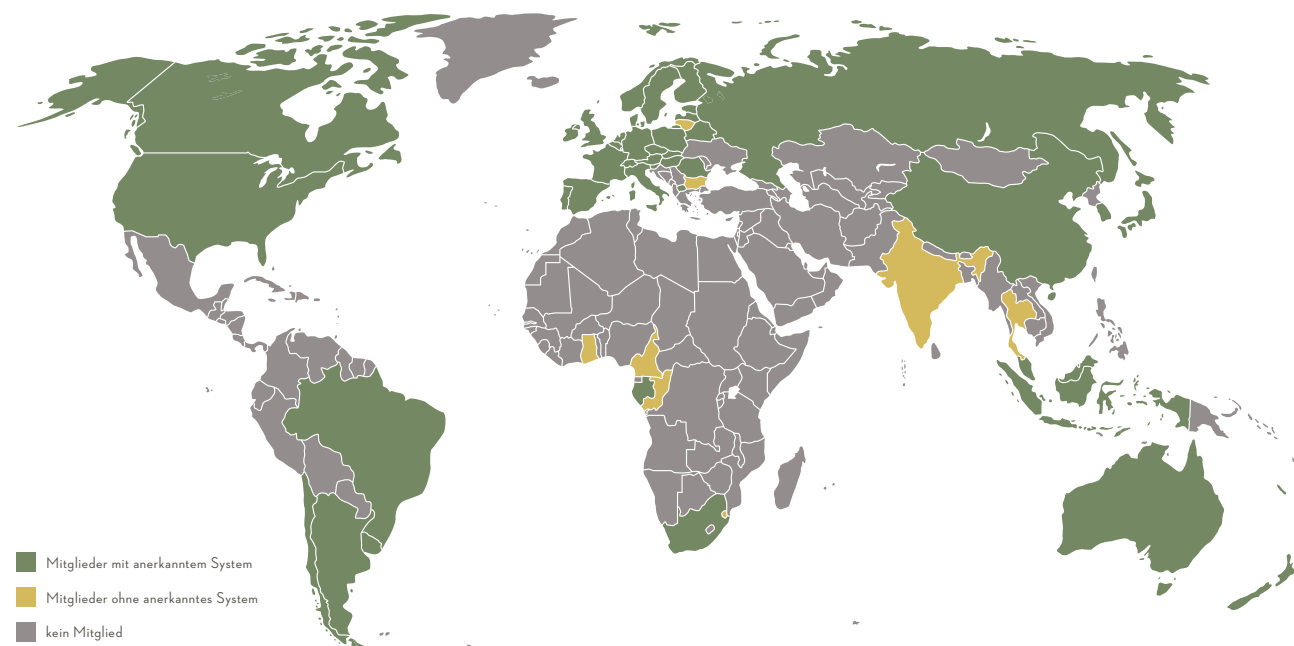 Mitglieder mit anerkanntem System
Mitglieder ohne anerkanntes System
kein Mitglied